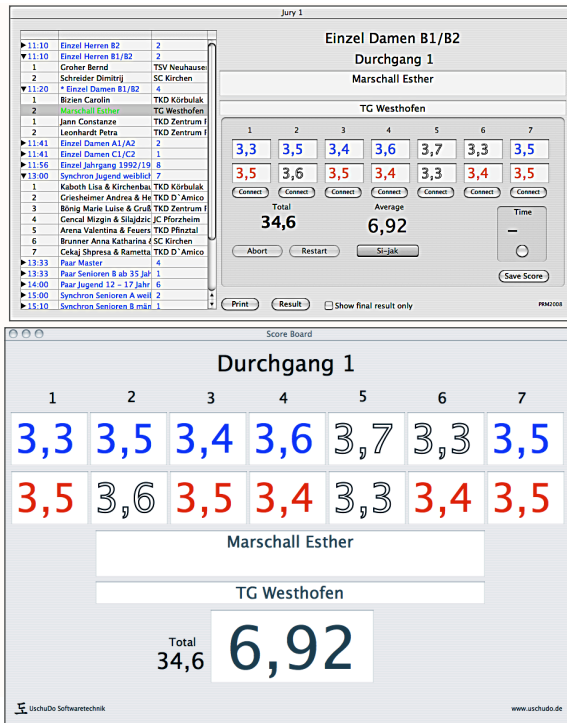 Jury 1
▶11:10 Einzel Herren B2 2
▼11:10 Einzel Herren B1/B2 2
1 Groher Bernd TSV Neuhausen
2 Schreider Dimitrij SC Kirchen
▼11:20 * Einzel Damen B1/B2 4
1 Bizien Carolin TKD Körbulak
2 Marschall Esther TG Westhofen
1 Jann Constanze TKD Zentrum F
2 Leonhardt Petra TKD Zentrum F
▶11:41 Einzel Damen A1/A2 2
▶11:41 Einzel Damen C1/C2 1
▶11:56 Einzel Jahrgang 1992/19 8
▼13:00 Synchron Jugend weiblich 7
1 Kaboth Lisa & Kirchenbau TKD Körbulak
2 Griesheimer Andrea & He TKD D`Amico
3 Bönig Marie Luise & Gruß TKD Zentrum F
4 Gencal Mizgin & Silajdzic JC Pforzheim
5 Arena Valentina & Feuers TKD Pfinztal
6 Brunner Anna Katharina & SC Kirchen
7 Cekaj Shpresa & Rametta TKD D`Amico
▶13:33 Paar Master 4
▶13:33 Paar Senioren B ab 35 Jah 1
▶14:00 Paar Jugend 12 – 17 Jahr 6
▶15:00 Synchron Senioren A weil 2
▶15:10 Synchron Senioren B män 1
Einzel Damen B1/B2
Durchgang 1
Marschall Esther
TG Westhofen
1 2 3 4 5 6 7
3,3 3,5 3,4 3,6 3,7 3,3 3,5
3,5 3,6 3,5 3,4 3,3 3,4 3,5
Connect Connect Connect Connect Connect Connect Connect
Total Average Time
34,6 6,92 –
Abort Restart Si-jak
Save Score
Print Result Show final result only PRM2008
Score Board
Durchgang 1
1 2 3 4 5 6 7
3,3 3,5 3,4 3,6 3,7 3,3 3,5
3,5 3,6 3,5 3,4 3,3 3,4 3,5
Marschall Esther
TG Westhofen
Total
34,6 6,92
도 UschuDo Softwaretechnik www.uschudo.de